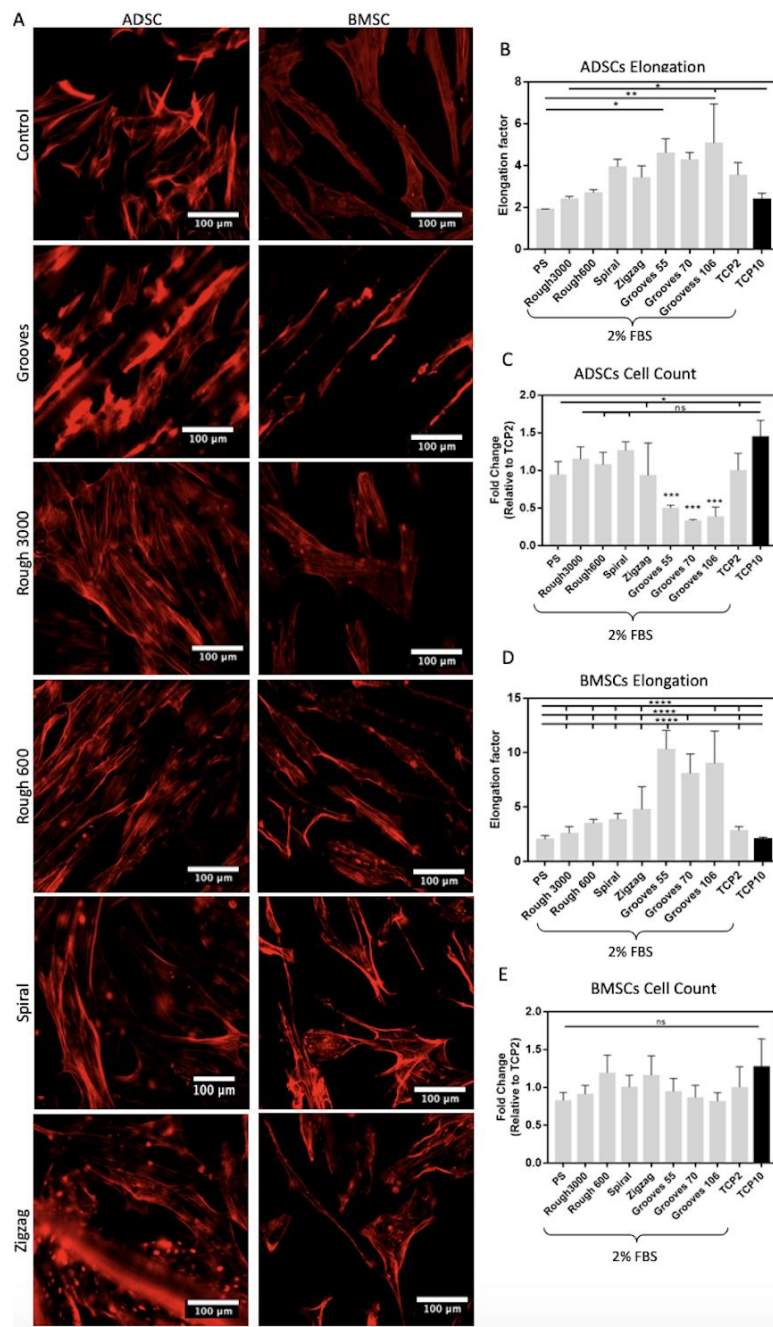 A
ADSC
BMSC
Control
100 µm
100 µm
Grooves
100 µm
100 µm
Rough 3000
100 µm
100 µm
Rough 600
100 µm
100 µm
Spiral
100 µm
100 µm
Zigzag
100 µm
100 µm
B
ADSCs Elongation
Elongation factor
8
6
4
2
0
*
**
*
PS
Rough3000
Rough600
Spiral
Zigzag
Grooves 55
Grooves 70
Groovess 106
TCP2
TCP10
2% FBS
C
ADSCs Cell Count
Fold Change
(Relative to TCP2)
2.0
1.5
1.0
0.5
0.0
*
ns
***
***
***
PS
Rough3000
Rough600
Spiral
Zigzag
Grooves 55
Grooves 70
Grooves 106
TCP2
TCP10
2% FBS
D
BMSCs Elongation
Elongation factor
15
10
5
0
****
****
****
PS
Rough 3000
Rough 600
Spiral
Zigzag
Grooves 55
Grooves 70
Grooves 106
TCP2
TCP10
2% FBS
E
BMSCs Cell Count
Fold Change
(Relative to TCP2)
2.0
1.5
1.0
0.5
0.0
ns
PS
Rough3000
Rough 600
Spiral
Zigzag
Grooves 55
Grooves 70
Grooves 106
TCP2
TCP10
2% FBS